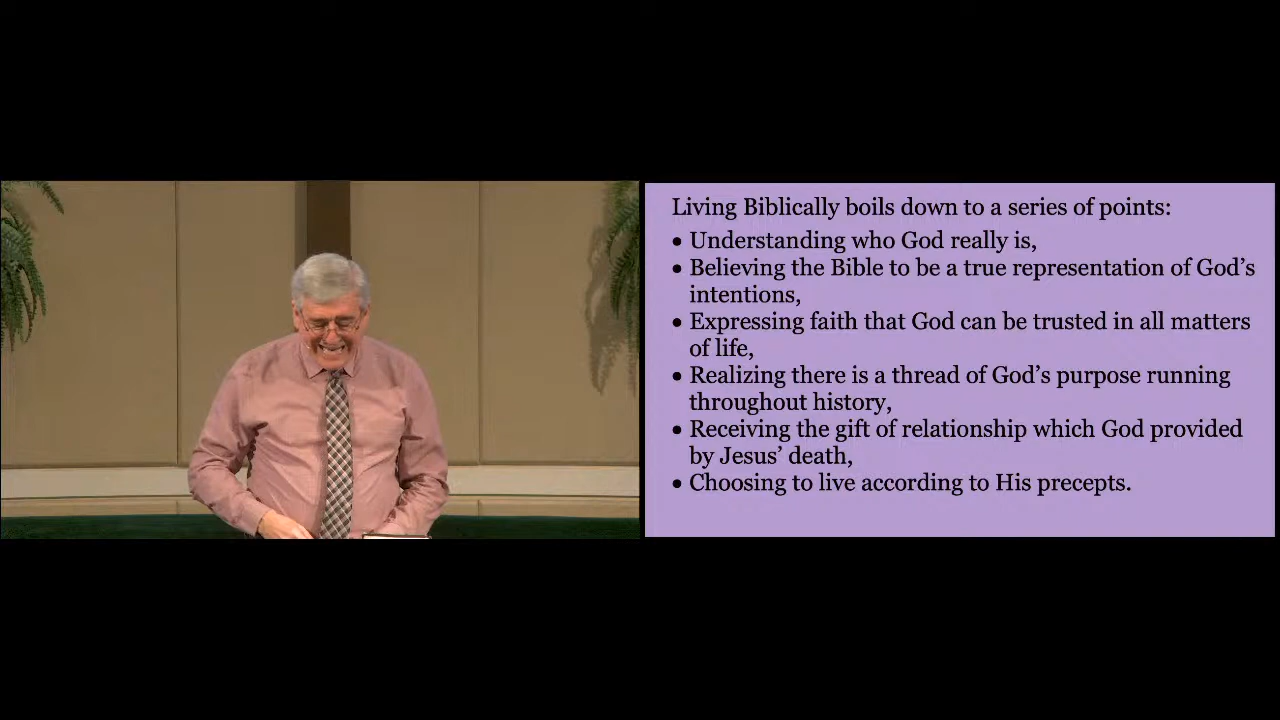 Living Biblically boils down to a series of points:
• Understanding who God really is,
• Believing the Bible to be a true representation of God’s
intentions,
• Expressing faith that God can be trusted in all matters
of life,
• Realizing there is a thread of God’s purpose running
throughout history,
• Receiving the gift of relationship which God provided
by Jesus’ death,
• Choosing to live according to His precepts.